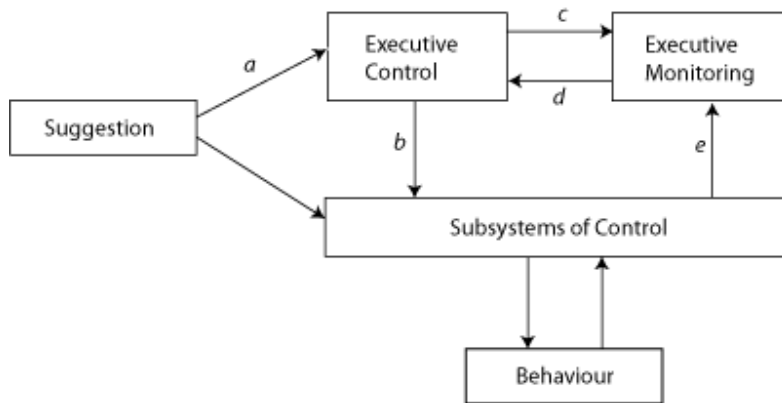 Executive
Control
c
Executive
Monitoring
a
d
Suggestion
b
e
Subsystems of Control
Behaviour